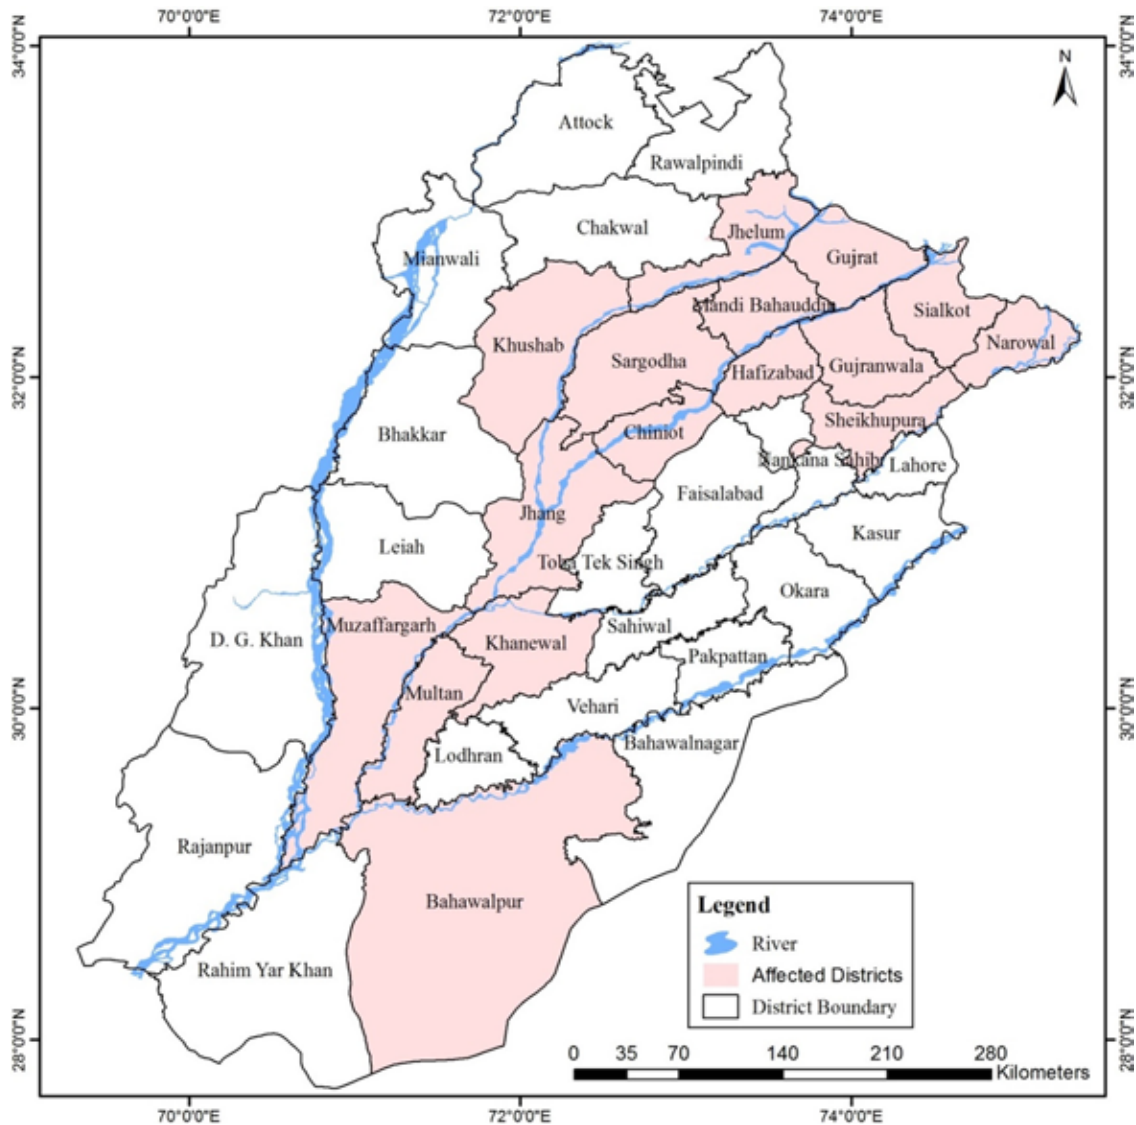 70°0'0"E
72°0'0"E
74°0'0"E
34°0'0"N
34°0'0"N
N
Attock
Rawalpindi
Chakwal
Jhelum
Mianwali
Gujrat
Mandi Bahauddin
Sialkot
Khushab
Narowal
Sargodha
Hafizabad
Gujranwala
32°0'0"N
32°0'0"N
Sheikhupura
Bhakkar
Chiniot
Nankana Sahib
Lahore
Faisalabad
Jhang
Kasur
Leiah
Toba Tek Singh
Okara
Muzaffargarh
Sahiwal
D. G. Khan
Khanewal
Pakpattan
Multan
30°0'0"N
30°0'0"N
Vehari
Bahawalnagar
Lodhran
Rajanpur
Bahawalpur
Rahim Yar Khan
Legend
River
Affected Districts
District Boundary
28°0'0"N
28°0'0"N
0 35 70 140 210 280
Kilometers
70°0'0"E
72°0'0"E
74°0'0"E